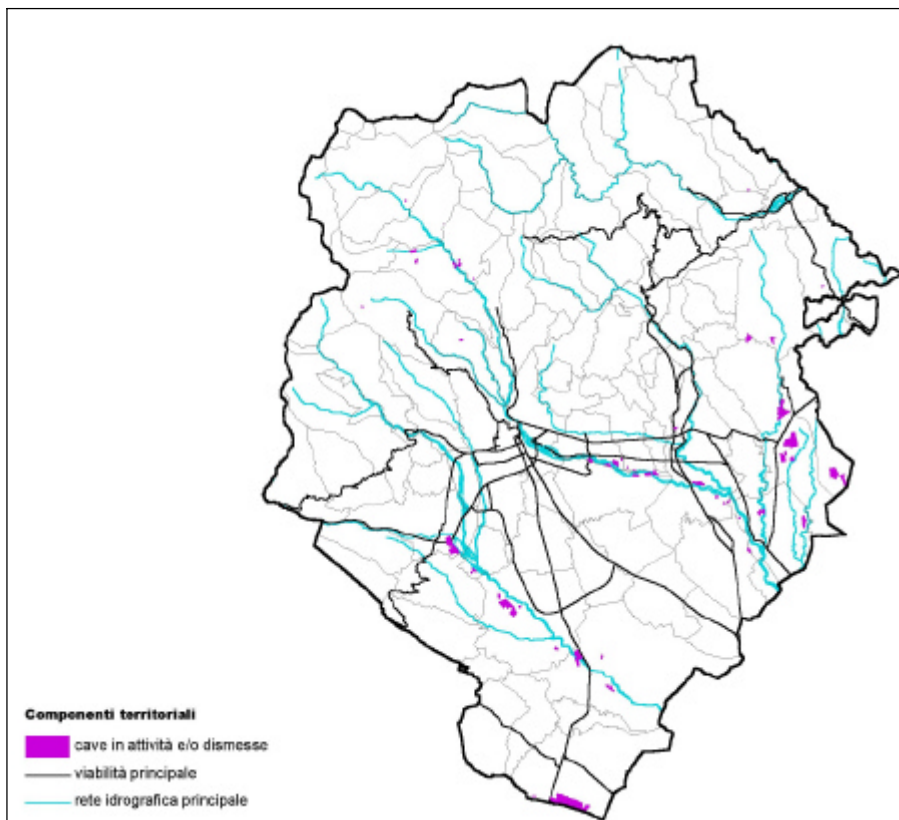 Componenti territoriali
cave in attività e/o dismesse
viabilità principale
rete idrografica principale